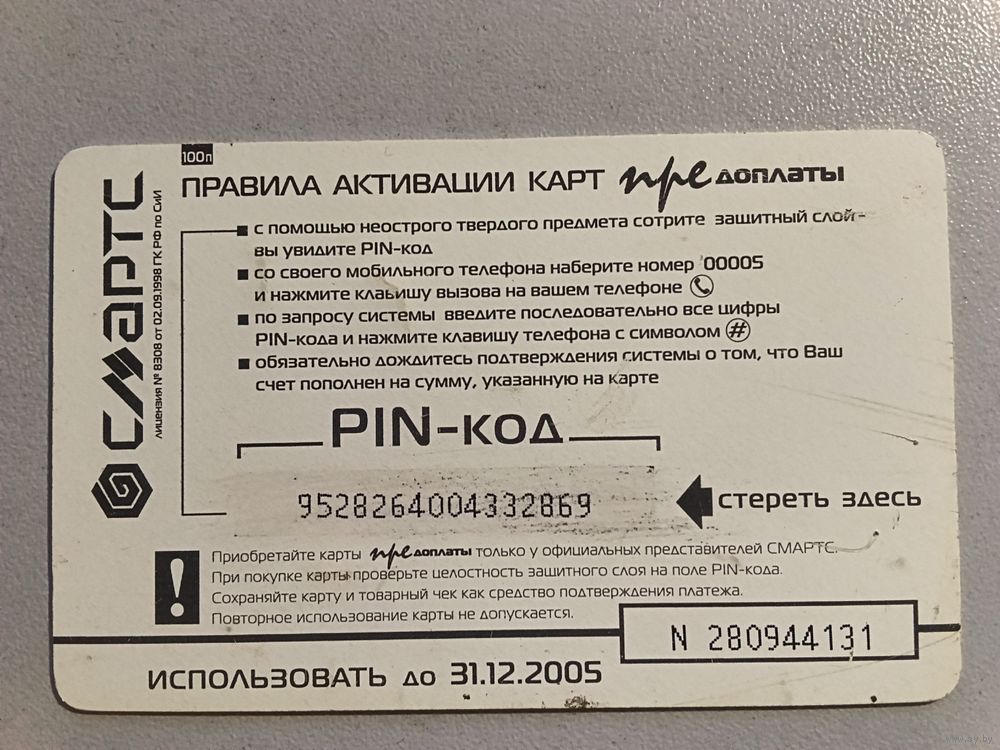 100п
ПРАВИЛА АКТИВАЦИИ КАРТ предоплаты
СМАРТС
лицензия № 8308 от 02.09.1998 ГК РФ по СиИ
с помощью неострого твердого предмета сотрите защитный слой-
вы увидите PIN-код
со своего мобильного телефона наберите номер 00005
и нажмите клавишу вызова на вашем телефоне
по запросу системы введите последовательно все цифры
PIN-кода и нажмите клавишу телефона с символом #
обязательно дождитесь подтверждения системы о том, что Ваш
счет пополнен на сумму, указанную на карте
PIN-код
9528264004332869
стереть здесь
!
Приобретайте карты предоплаты только у официальных представителей СМАРТС.
При покупке карты проверьте целостность защитного слоя на поле PIN-кода.
Сохраняйте карту и товарный чек как средство подтверждения платежа.
Повторное использование карты не допускается.
N 280944131
ИСПОЛЬЗОВАТЬ до 31.12.2005
www.ay.by